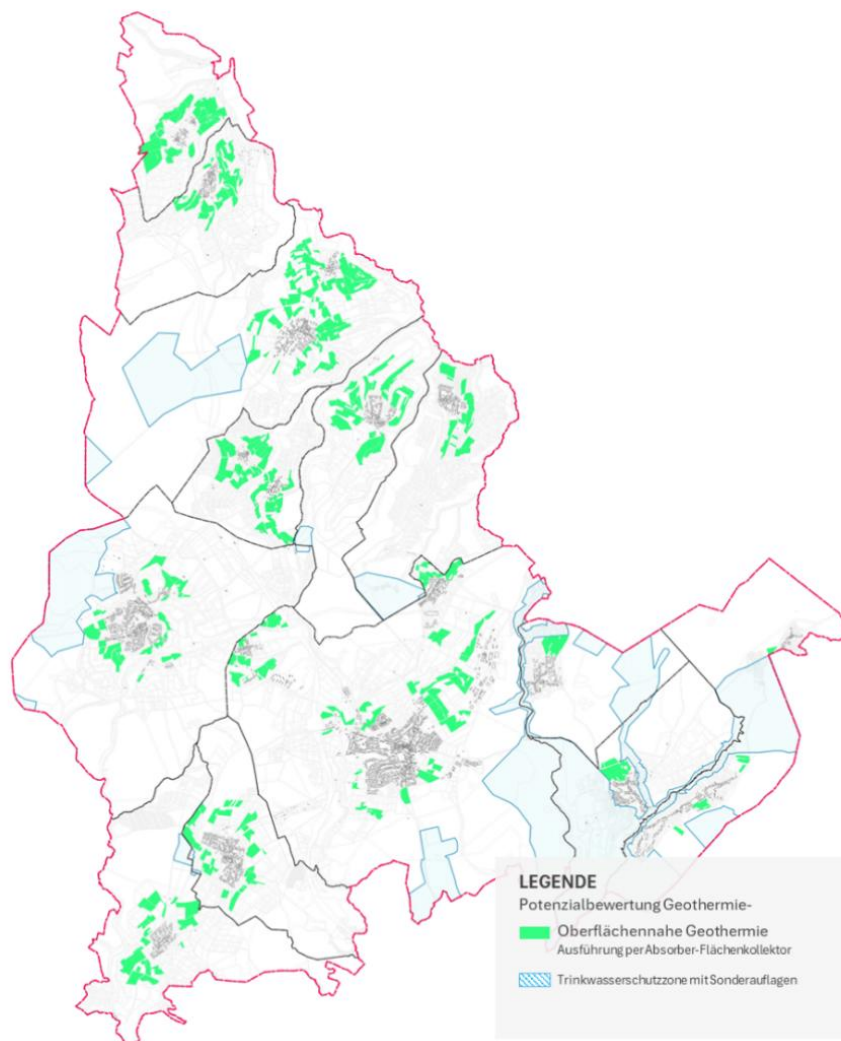 LEGENDE
Potenzialbewertung Geothermie-
Oberflächennahe Geothermie
Ausführung per Absorber-Flächenkollektor
Trinkwasserschutzzone mit Sonderauflagen